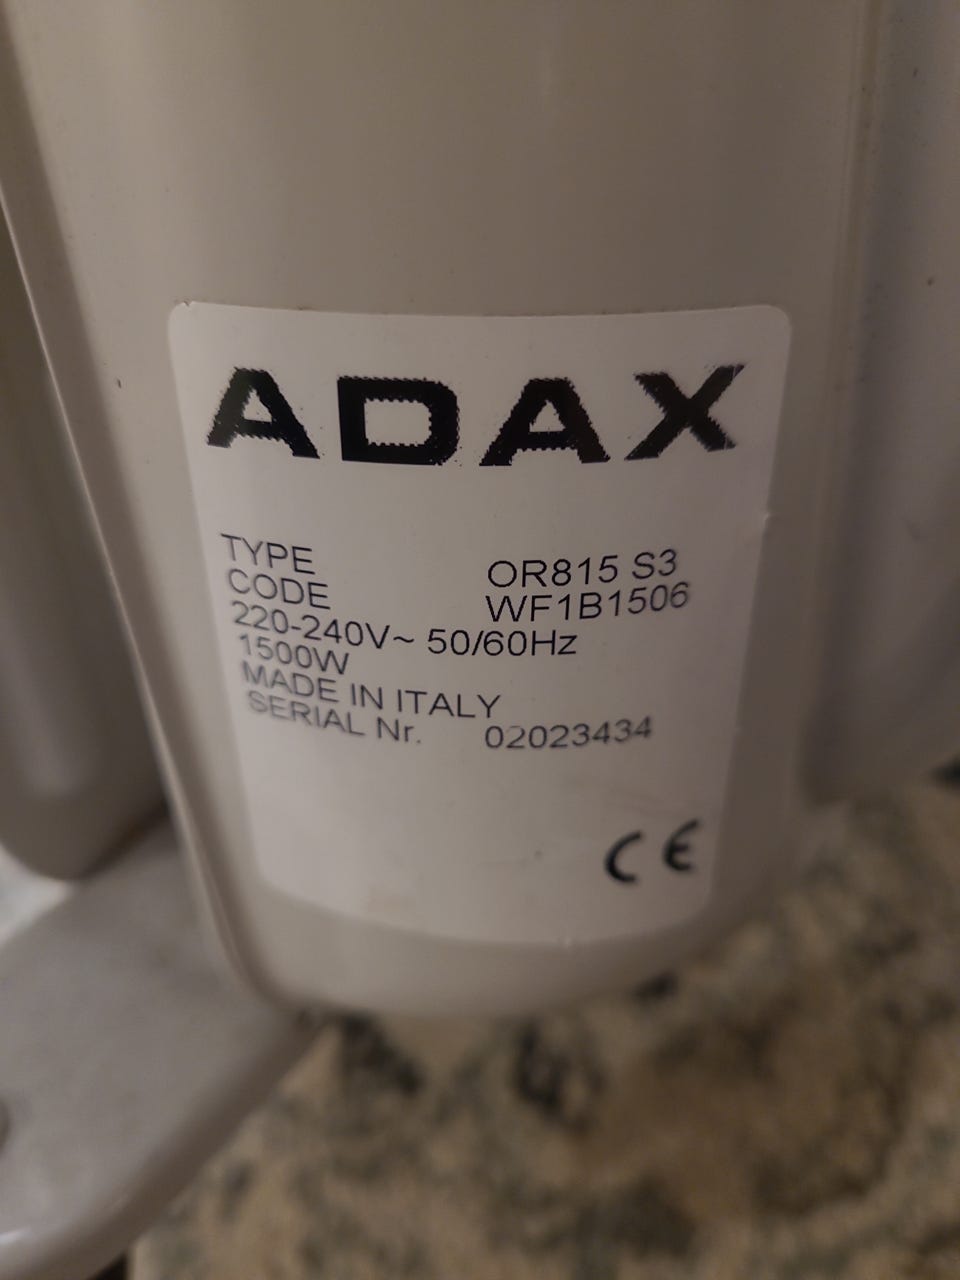 ADAX
TYPE OR815 S3
CODE WF1B1506
220-240V~ 50/60Hz
1500W
MADE IN ITALY
SERIAL Nr. 02023434
CE